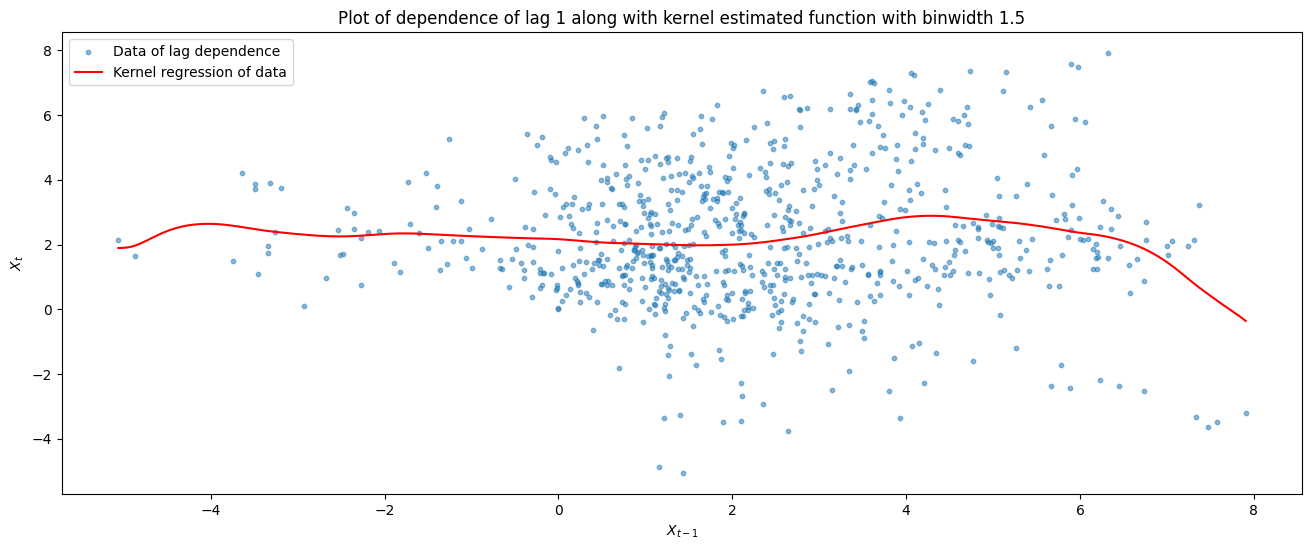 Plot of dependence of lag 1 along with kernel estimated function with binwidth 1.5
Data of lag dependence
Kernel regression of data
8
6
4
2
0
−2
−4
X_t
−4
−2
0
2
4
6
8
X_{t−1}